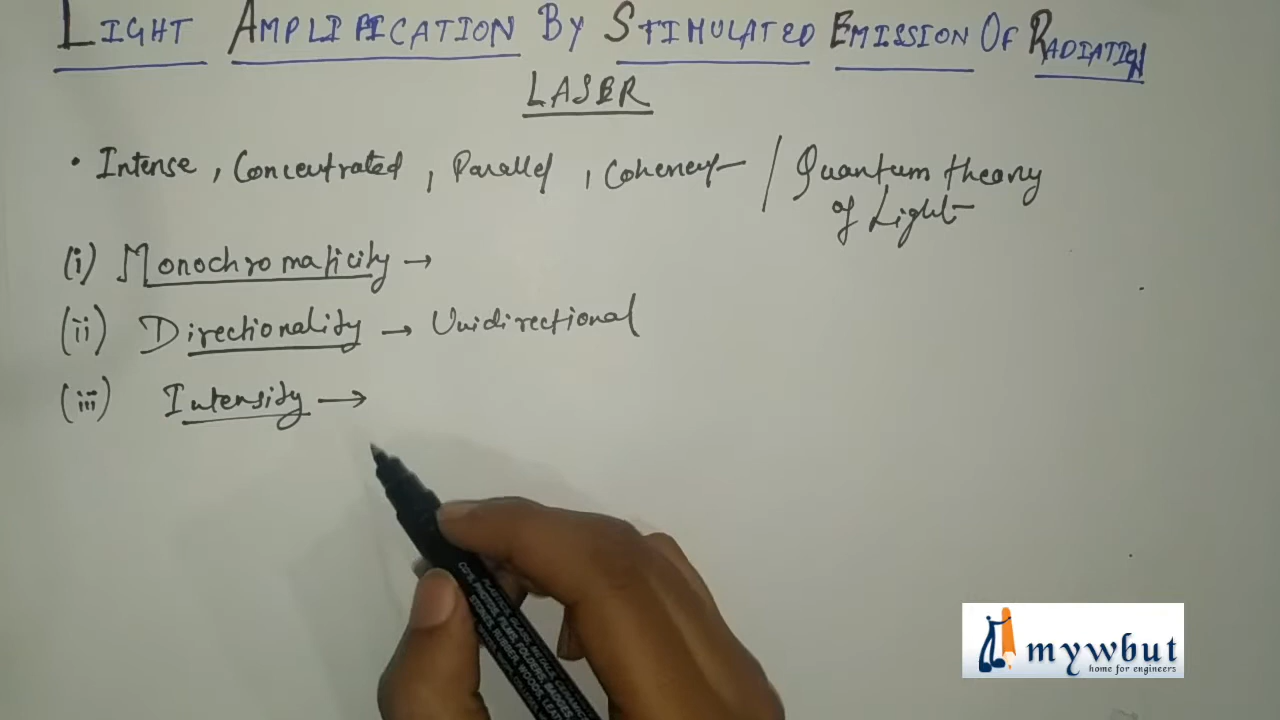 LIGHT AMPLIFICATION BY STIMULATED EMISSION OF RADIATION
LASER
• Intense, Concentrated, Parallel, Coherent / Quantum theory
of Light
(i) Monochromaticity →
(ii) Directionality → Unidirectional
(iii) Intensity →
mywbut
home for engineers